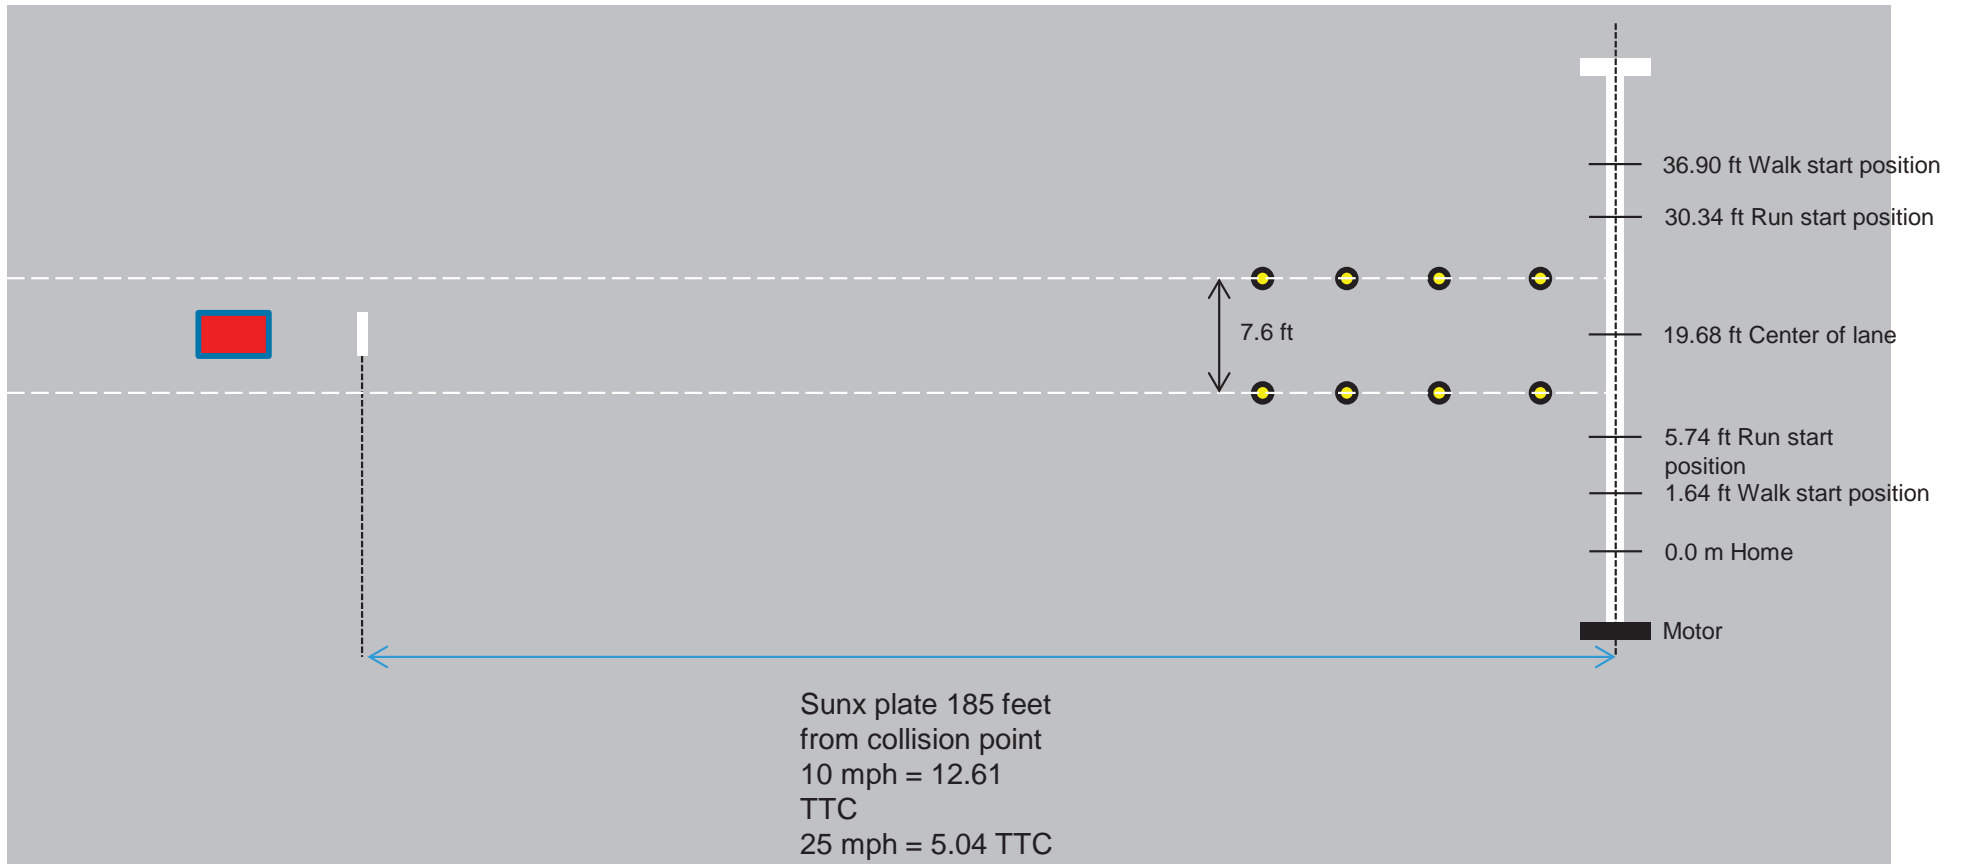 36.90 ft Walk start position
30.34 ft Run start position
7.6 ft
19.68 ft Center of lane
5.74 ft Run start
position
1.64 ft Walk start position
0.0 m Home
Motor
Sunx plate 185 feet
from collision point
10 mph = 12.61
TTC
25 mph = 5.04 TTC